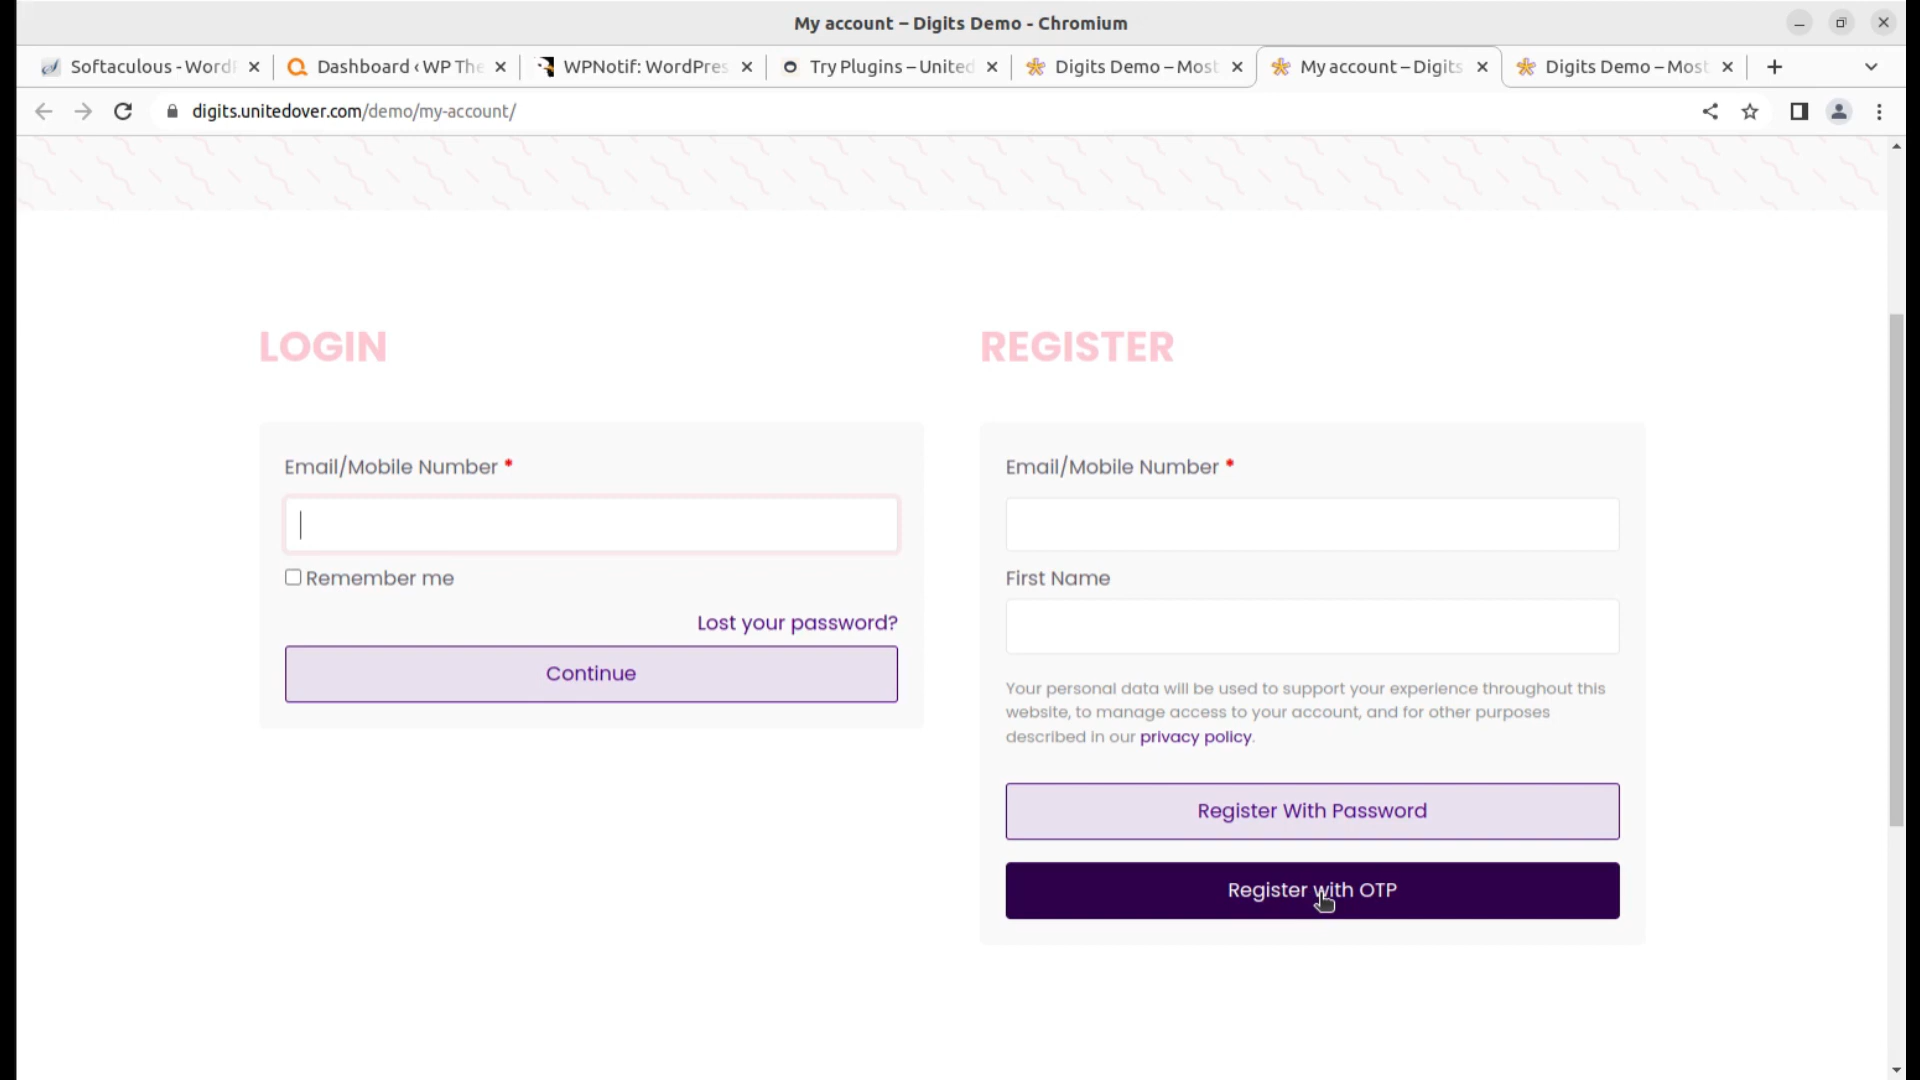 My account – Digits Demo - Chromium
Softaculous - WordP
Dashboard ‹ WP The
WPNotif: WordPres
Try Plugins – United
Digits Demo – Most
My account – Digits
Digits Demo – Most
digits.unitedover.com/demo/my-account/
LOGIN
Email/Mobile Number *
Remember me
Lost your password?
Continue
REGISTER
Email/Mobile Number *
First Name
Your personal data will be used to support your experience throughout this
website, to manage access to your account, and for other purposes
described in our privacy policy.
Register With Password
Register with OTP